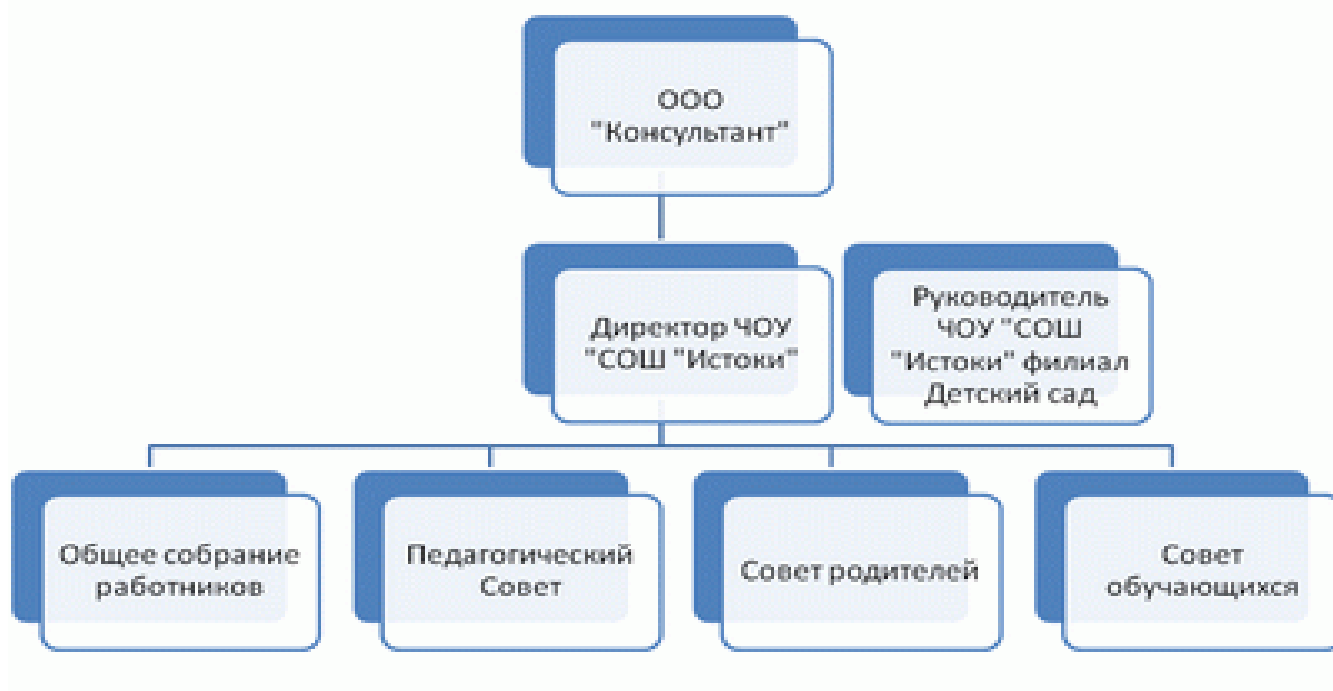 ООО
"Консультант"
Директор ЧОУ
"СОШ "Истоки"
Руководитель
ЧОУ "СОШ
"Истоки" филиал
Детский сад
Общее собрание
работников
Педагогический
Совет
Совет родителей
Совет
обучающихся